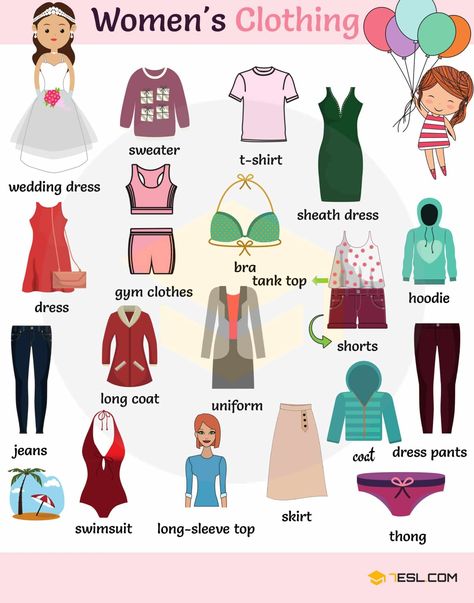 Women's Clothing
sweater
t-shirt
wedding dress
sheath dress
bra
tank top
gym clothes
dress
hoodie
shorts
long coat
uniform
jeans
coat
dress pants
skirt
swimsuit
long-sleeve top
thong
7ESL.COM